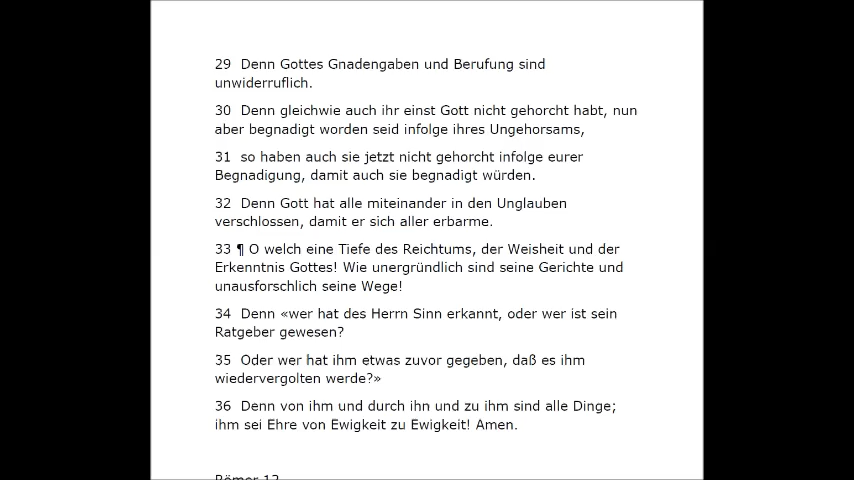 29  Denn Gottes Gnadengaben und Berufung sind
unwiderruflich.
30  Denn gleichwie auch ihr einst Gott nicht gehorcht habt, nun
aber begnadigt worden seid infolge ihres Ungehorsams,
31  so haben auch sie jetzt nicht gehorcht infolge eurer
Begnadigung, damit auch sie begnadigt würden.
32  Denn Gott hat alle miteinander in den Unglauben
verschlossen, damit er sich aller erbarme.
33 ¶ O welch eine Tiefe des Reichtums, der Weisheit und der
Erkenntnis Gottes! Wie unergründlich sind seine Gerichte und
unausforschlich seine Wege!
34  Denn «wer hat des Herrn Sinn erkannt, oder wer ist sein
Ratgeber gewesen?
35  Oder wer hat ihm etwas zuvor gegeben, daß es ihm
wiedervergolten werde?»
36  Denn von ihm und durch ihn und zu ihm sind alle Dinge;
ihm sei Ehre von Ewigkeit zu Ewigkeit! Amen.
Römer 12